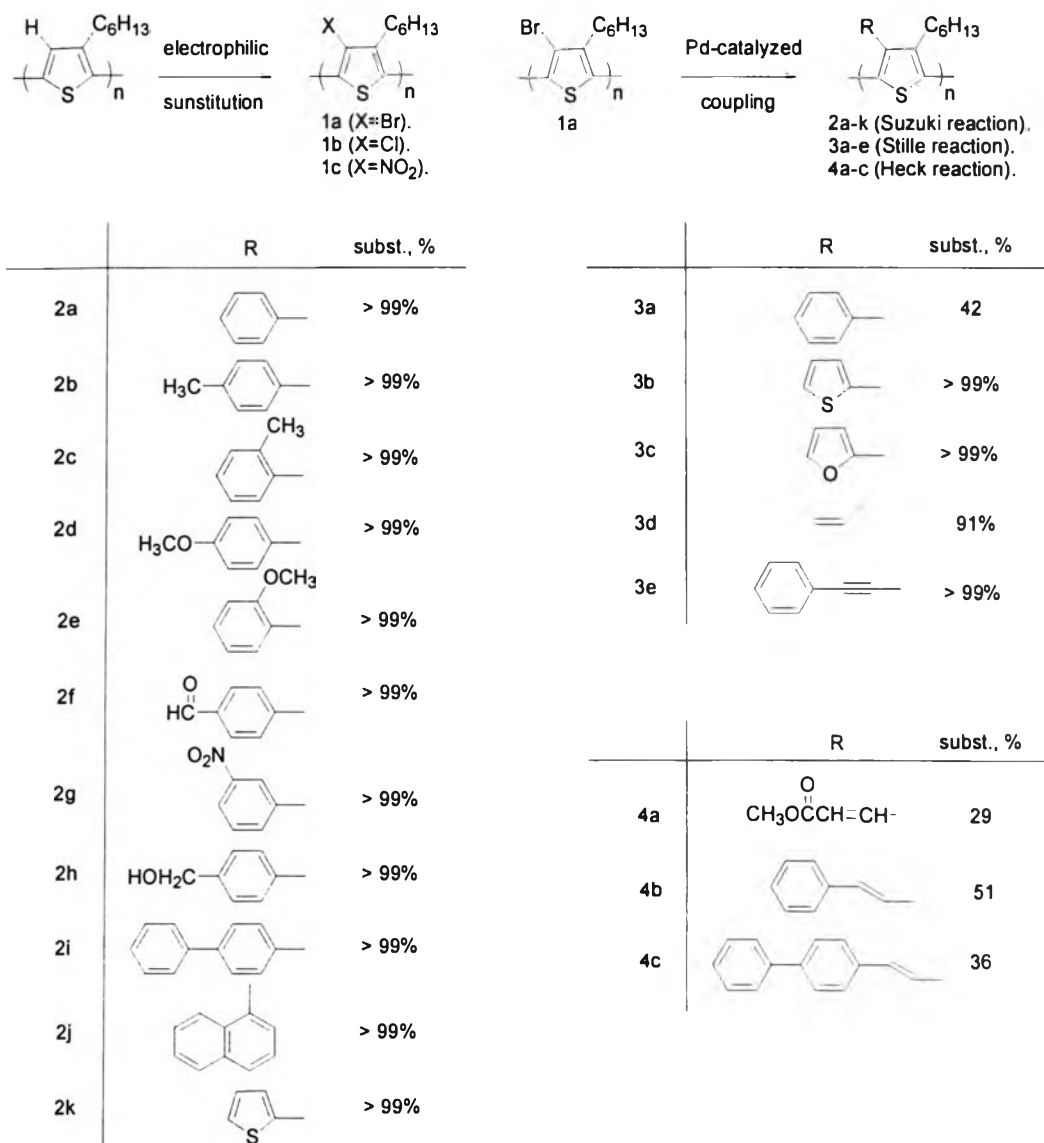 H C6H13 S n
electrophilic
sunstitution
X C6H13 S n
1a (X=Br).
1b (X=Cl).
1c (X=NO2).
Br C6H13 S n
1a
Pd-catalyzed
coupling
R C6H13 S n
2a-k (Suzuki reaction).
3a-e (Stille reaction).
4a-c (Heck reaction).
R subst., %
2a > 99%
2b H3C > 99%
2c CH3 > 99%
2d H3CO > 99%
2e OCH3 > 99%
2f O HC > 99%
2g O2N > 99%
2h HOH2C > 99%
2i > 99%
2j > 99%
2k S > 99%
R subst., %
3a 42
3b S > 99%
3c O > 99%
3d 91%
3e > 99%
R subst., %
4a O CH3OCCH=CH- 29
4b 51
4c 36